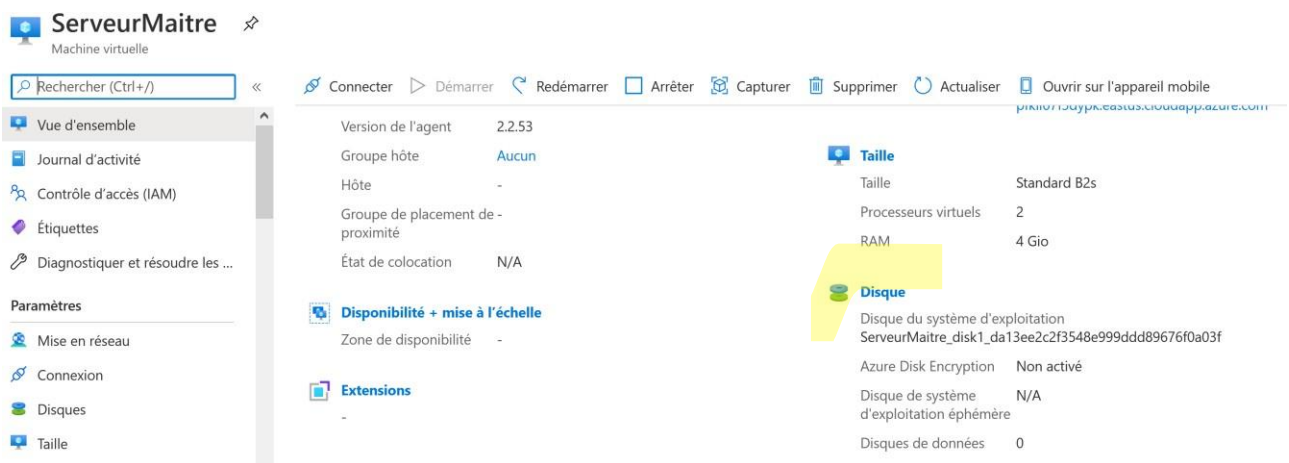 ServeurMaitre
Machine virtuelle
Rechercher (Ctrl+/)
«
Vue d'ensemble
Journal d'activité
Contrôle d'accès (IAM)
Étiquettes
Diagnostiquer et résoudre les ...
Paramètres
Mise en réseau
Connexion
Disques
Taille
Connecter Démarrer Redémarrer Arrêter Capturer Supprimer Actualiser Ouvrir sur l'appareil mobile
Version de l'agent 2.2.53
Groupe hôte Aucun
Hôte -
Groupe de placement de -
proximité
État de colocation N/A
Disponibilité + mise à l'échelle
Zone de disponibilité -
Extensions
-
Taille
Taille Standard B2s
Processeurs virtuels 2
RAM 4 Gio
Disque
Disque du système d'exploitation
ServeurMaitre_disk1_da13ee2c2f3548e999ddd89676f0a03f
Azure Disk Encryption Non activé
Disque de système N/A
d'exploitation éphémère
Disques de données 0